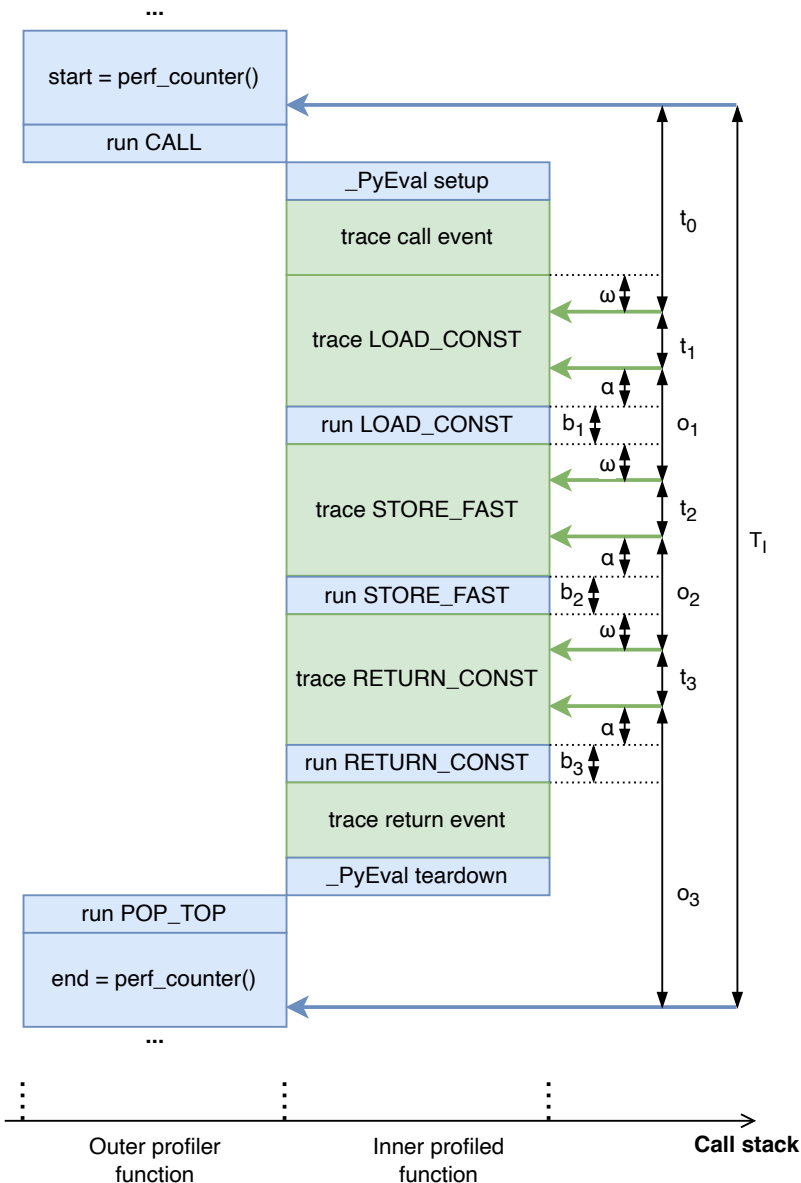 ...
start = perf_counter()
run CALL
_PyEval setup
trace call event
t0
ω
trace LOAD_CONST
t1
α
run LOAD_CONST
b1
o1
ω
trace STORE_FAST
t2
TI
α
run STORE_FAST
b2
o2
ω
trace RETURN_CONST
t3
α
run RETURN_CONST
b3
trace return event
_PyEval teardown
o3
run POP_TOP
end = perf_counter()
...
Outer profiler
function
Inner profiled
function
Call stack